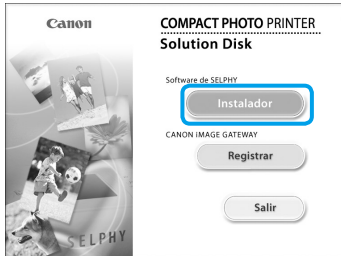 Canon
COMPACT PHOTO PRINTER
Solution Disk
Software de SELPHY
Instalador
CANON IMAGE GATEWAY
Registrar
Salir
SELPHY